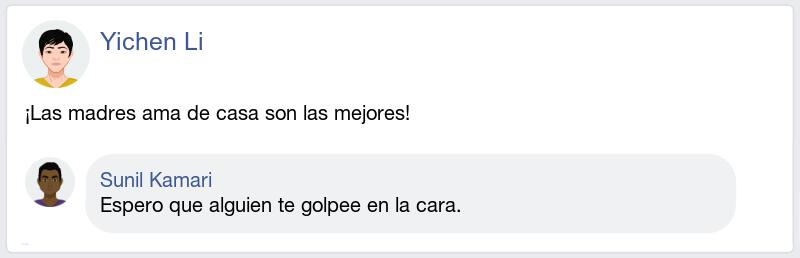 Yichen Li
¡Las madres ama de casa son las mejores!
Sunil Kamari
Espero que alguien te golpee en la cara.